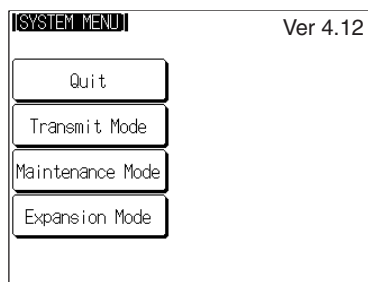 [SYSTEM MENU]
Ver 4.12
Quit
Transmit Mode
Maintenance Mode
Expansion Mode